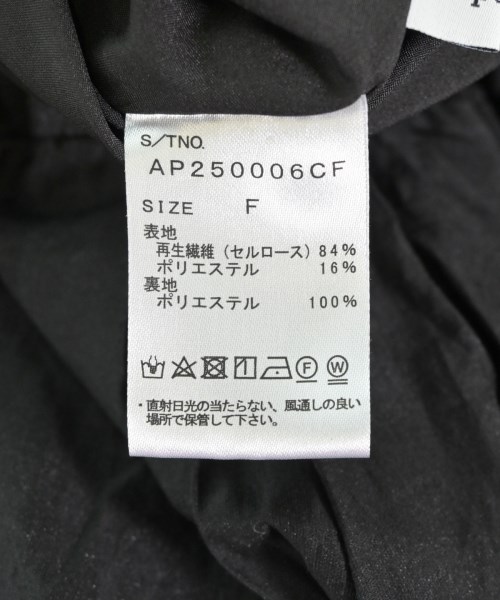 S/TNO.
AP250006CF
SIZE F
表地
再生繊維（セルロース）84%
ポリエステル 16%
裏地
ポリエステル 100%
F W
・直射日光の当たらない、風通しの良い
場所で保管して下さい。